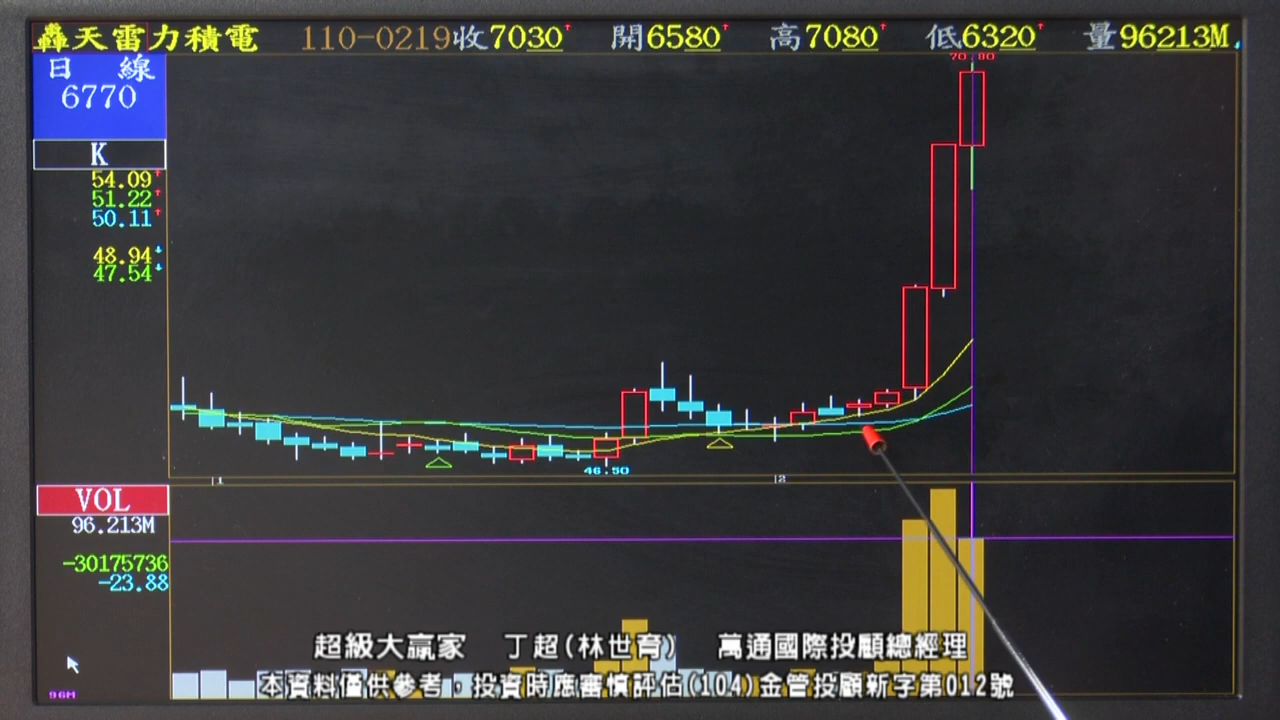 轟天雷力積電 110-0219收7030↑ 開6580↑ 高7080↑ 低6320↑ 量96213M↓
日 線
6770
K
54.09↑
51.22↑
50.11↑
48.94↓
47.54↓
70.80
46.50
1 2
VOL
96.213M
-30175736
-23.88
超級大贏家 丁超(林世育) 萬通國際投顧總經理
本資料僅供參考，投資時應審慎評估(104)金管投顧新字第012號
96M